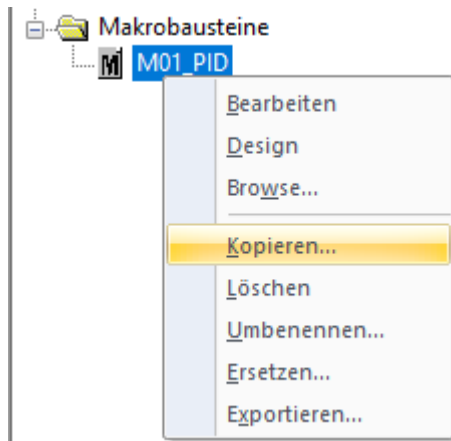 Makrobausteine
M01_PID
Bearbeiten
Design
Browse...
Kopieren...
Löschen
Umbenennen...
Ersetzen...
Exportieren...